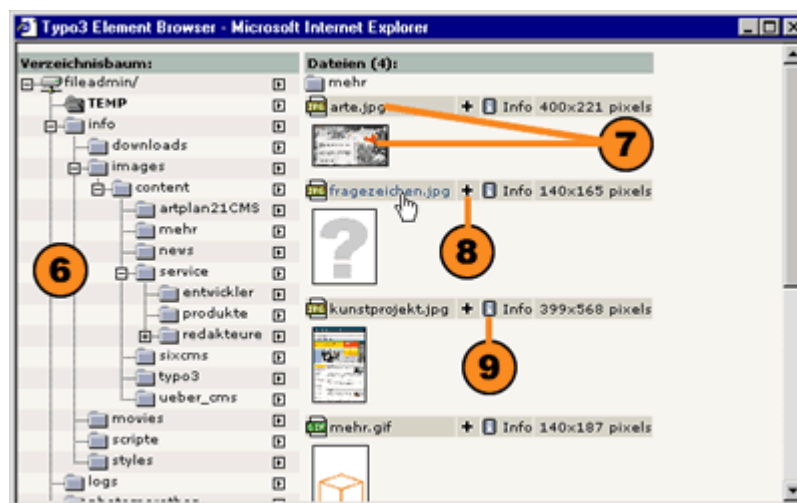 Typo3 Element Browser - Microsoft Internet Explorer
Verzeichnisbaum:
fileadmin/
TEMP
info
downloads
images
content
artplan21CMS
mehr
news
service
entwickler
produkte
redakteure
sixcms
typo3
ueber_cms
movies
scripte
styles
logs
6
Dateien (4):
mehr
arte.jpg + Info 400x221 pixels
7
fragezeichen.jpg + Info 140x165 pixels
8
kunstprojekt.jpg + Info 399x568 pixels
9
mehr.gif + Info 140x187 pixels